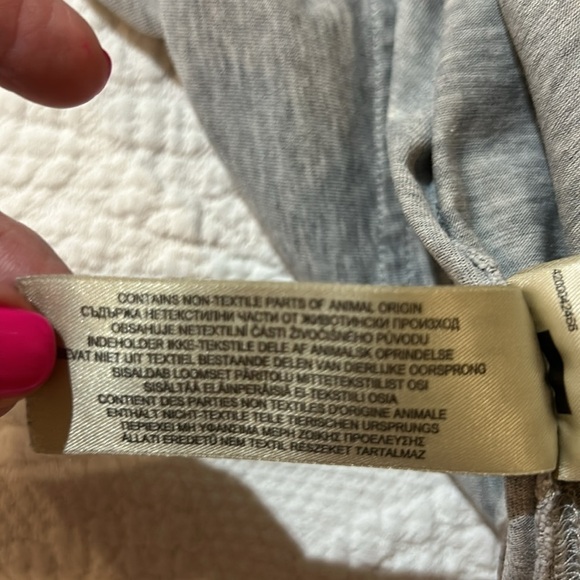 CONTAINS NON-TEXTILE PARTS OF ANIMAL ORIGIN
СЪДЪРЖА НЕТЕКСТИЛНИ ЧАСТИ ОТ ЖИВОТИНСКИ ПРОИЗХОД
OBSAHUJE NETEXTILNÍ ČÁSTI ŽIVOČIŠNÉHO PŮVODU
INDEHOLDER IKKE-TEKSTILE DELE AF ANIMALSK OPRINDELSE
EVAT NIET UIT TEXTIEL BESTAANDE DELEN VAN DIERLIJKE OORSPRONG
SISALDAB LOOMSET PÄRITOLU MITTETEKSTIILIST OSI
SISÄLTÄÄ ELÄINPERÄISIÄ EI-TEKSTIILI OSIA
CONTIENT DES PARTIES NON TEXTILES D'ORIGINE ANIMALE
ENTHÄLT NICHT-TEXTILE TEILE TIERISCHEN URSPRUNGS
ΠΕΡΙΕΧΕΙ ΜΗ ΥΦΑΝΣΙΜΑ ΜΕΡΗ ΖΩΙΚΗΣ ΠΡΟΕΛΕΥΣΗΣ
ÁLLATI EREDETŰ NEM TEXTIL RÉSZEKET TARTALMAZ